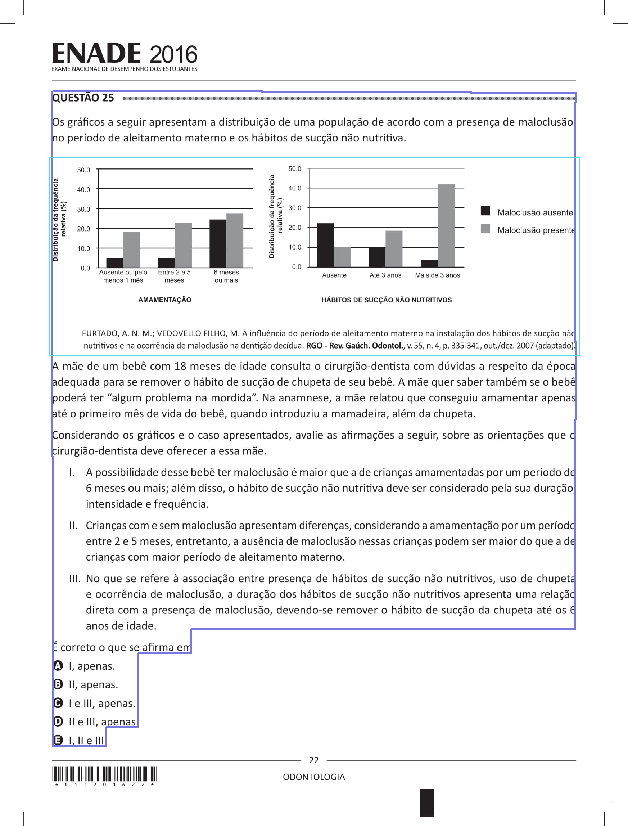 ENADE 2016
EXAME NACIONAL DE DESEMPENHO DOS ESTUDANTES
QUESTÃO 25
Os gráficos a seguir apresentam a distribuição de uma população de acordo com a presença de maloclusão,
no período de aleitamento materno e os hábitos de sucção não nutritiva.
Distribuição da frequência
relativa (%)
50.0
40.0
30.0
20.0
10.0
0.0
Ausente ou pelo
menos 1 mês
Entre 2 e 5
meses
6 meses
ou mais
AMAMENTAÇÃO
Distribuição da frequência
relativa (%)
50.0
40.0
30.0
20.0
10.0
0.0
Ausente
Até 3 anos
Mais de 3 anos
HÁBITOS DE SUCÇÃO NÃO NUTRITIVOS
Maloclusão ausente
Maloclusão presente
FURTADO, A. N. M.; VEDOVELLO FILHO, M. A influência do período de aleitamento materno na instalação dos hábitos de sucção não
nutritivos e na ocorrência de maloclusão na dentição decídua. RGO - Rev. Gaúch. Odontol., v. 55, n. 4, p. 335-341, out./dez. 2007 (adaptado).
A mãe de um bebê com 18 meses de idade consulta o cirurgião-dentista com dúvidas a respeito da época
adequada para se remover o hábito de sucção de chupeta de seu bebê. A mãe quer saber também se o bebê
poderá ter “algum problema na mordida”. Na anamnese, a mãe relatou que conseguiu amamentar apenas
até o primeiro mês de vida do bebê, quando introduziu a mamadeira, além da chupeta.
Considerando os gráficos e o caso apresentados, avalie as afirmações a seguir, sobre as orientações que o
cirurgião-dentista deve oferecer a essa mãe.
I. A possibilidade desse bebê ter maloclusão é maior que a de crianças amamentadas por um periodo de
6 meses ou mais; além disso, o hábito de sucção não nutritiva deve ser considerado pela sua duração,
intensidade e frequência.
II. Crianças com e sem maloclusão apresentam diferenças, considerando a amamentação por um período
entre 2 e 5 meses, entretanto, a ausência de maloclusão nessas crianças podem ser maior do que a de
crianças com maior período de aleitamento materno.
III. No que se refere à associação entre presença de hábitos de sucção não nutritivos, uso de chupeta
e ocorrência de maloclusão, a duração dos hábitos de sucção não nutritivos apresenta uma relação
direta com a presença de maloclusão, devendo-se remover o hábito de sucção da chupeta até os 6
anos de idade.
É correto o que se afirma em
A I, apenas.
B II, apenas.
C I e III, apenas.
D II e III, apenas.
E I, II e III.
22
ODONTOLOGIA